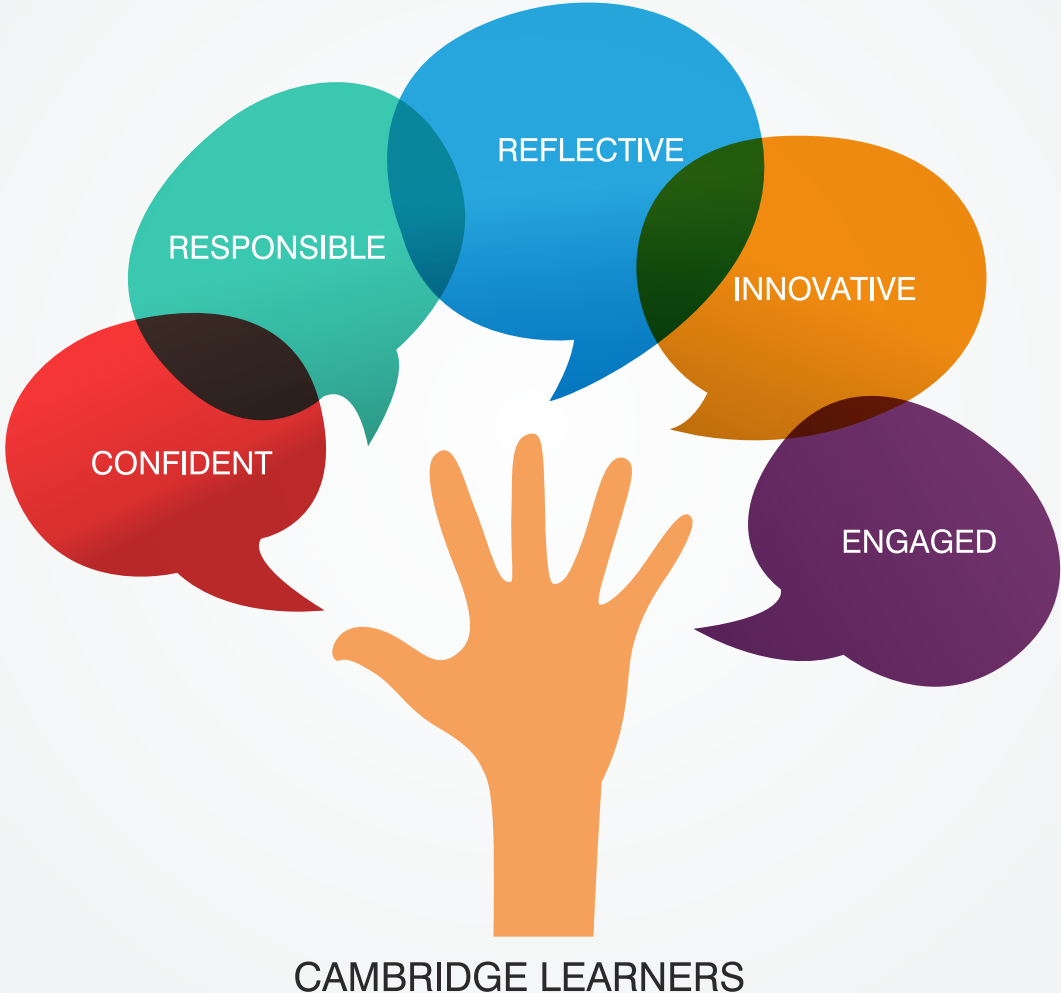 REFLECTIVE
RESPONSIBLE
INNOVATIVE
CONFIDENT
ENGAGED
CAMBRIDGE LEARNERS